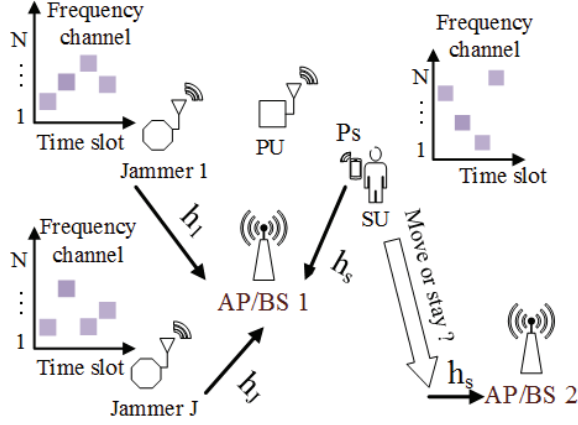 Frequency
channel
N
⋮
1
Time slot
Jammer 1
PU
Ps
SU
Frequency
channel
N
⋮
1
Time slot
h₁
hₛ
AP/BS 1
Move or stay ?
Frequency
channel
N
⋮
1
Time slot
Jammer J
h_J
hₛ
AP/BS 2